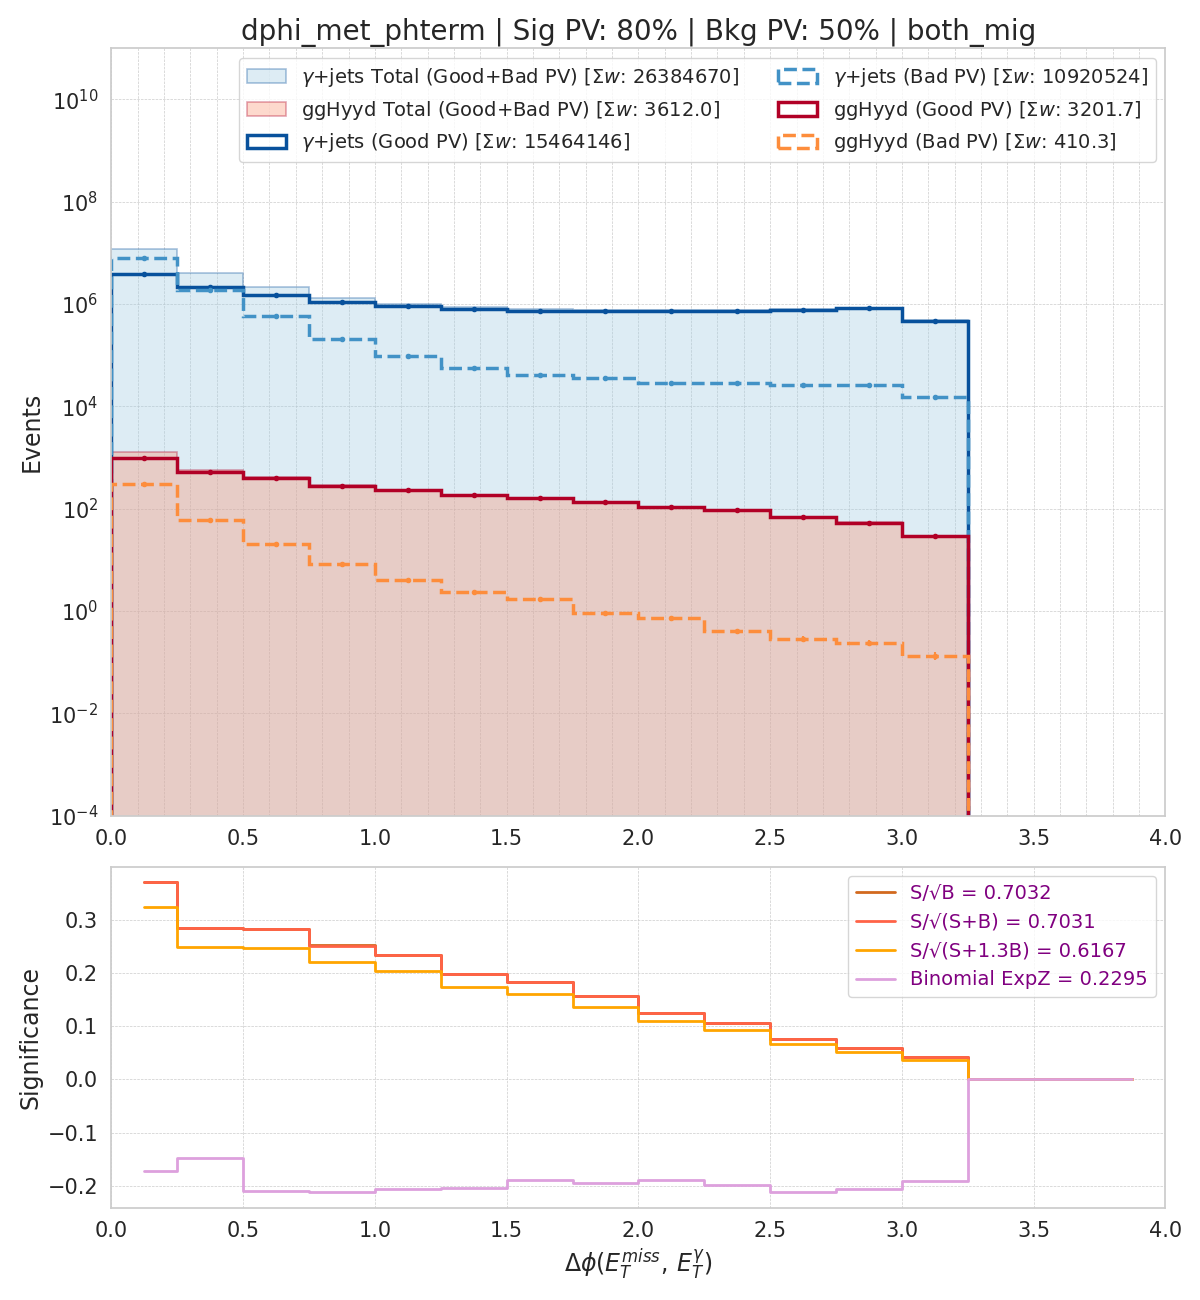 dphi_met_phterm | Sig PV: 80% | Bkg PV: 50% | both_mig
γ+jets Total (Good+Bad PV) [Σw: 26384670]
ggHyyd Total (Good+Bad PV) [Σw: 3612.0]
γ+jets (Good PV) [Σw: 15464146]
γ+jets (Bad PV) [Σw: 10920524]
ggHyyd (Good PV) [Σw: 3201.7]
ggHyyd (Bad PV) [Σw: 410.3]
Events
10^10
10^8
10^6
10^4
10^2
10^0
10^−2
10^−4
0.0 0.5 1.0 1.5 2.0 2.5 3.0 3.5 4.0
Significance
0.3
0.2
0.1
0.0
−0.1
−0.2
S/√B = 0.7032
S/√(S+B) = 0.7031
S/√(S+1.3B) = 0.6167
Binomial ExpZ = 0.2295
0.0 0.5 1.0 1.5 2.0 2.5 3.0 3.5 4.0
Δϕ(E_T^miss, E_T^γ)